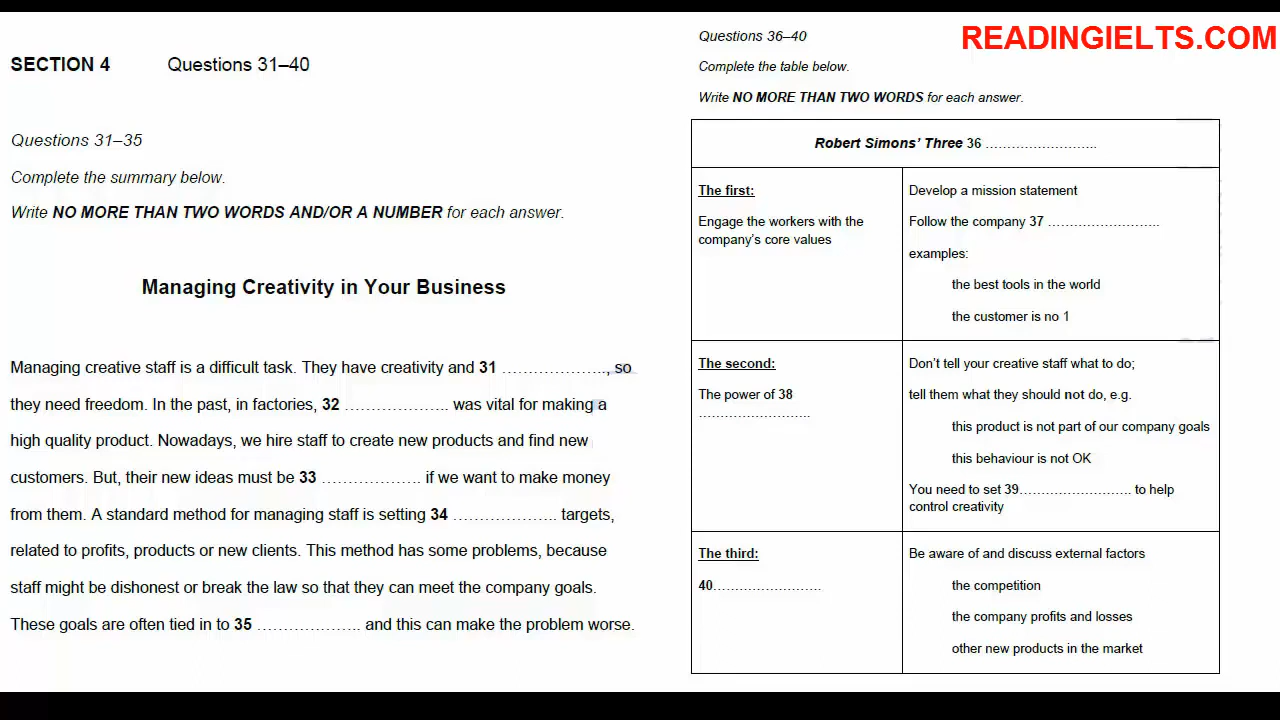 SECTION 4 Questions 31–40
Questions 31–35
Complete the summary below.
Write NO MORE THAN TWO WORDS AND/OR A NUMBER for each answer.
Managing Creativity in Your Business
Managing creative staff is a difficult task. They have creativity and 31 ………………..., so
they need freedom. In the past, in factories, 32 ……………….. was vital for making a
high quality product. Nowadays, we hire staff to create new products and find new
customers. But, their new ideas must be 33 ………………. if we want to make money
from them. A standard method for managing staff is setting 34 ……………….. targets,
related to profits, products or new clients. This method has some problems, because
staff might be dishonest or break the law so that they can meet the company goals.
These goals are often tied in to 35 ……………….. and this can make the problem worse.
READINGIELTS.COM
Questions 36–40
Complete the table below.
Write NO MORE THAN TWO WORDS for each answer.
Robert Simons’ Three 36 ……………………..
The first:
Engage the workers with the
company’s core values
Develop a mission statement
Follow the company 37 ……………………..
examples:
the best tools in the world
the customer is no 1
The second:
The power of 38
……………………..
Don’t tell your creative staff what to do;
tell them what they should not do, e.g.
this product is not part of our company goals
this behaviour is not OK
You need to set 39…………………….. to help
control creativity
The third:
40……………………..
Be aware of and discuss external factors
the competition
the company profits and losses
other new products in the market